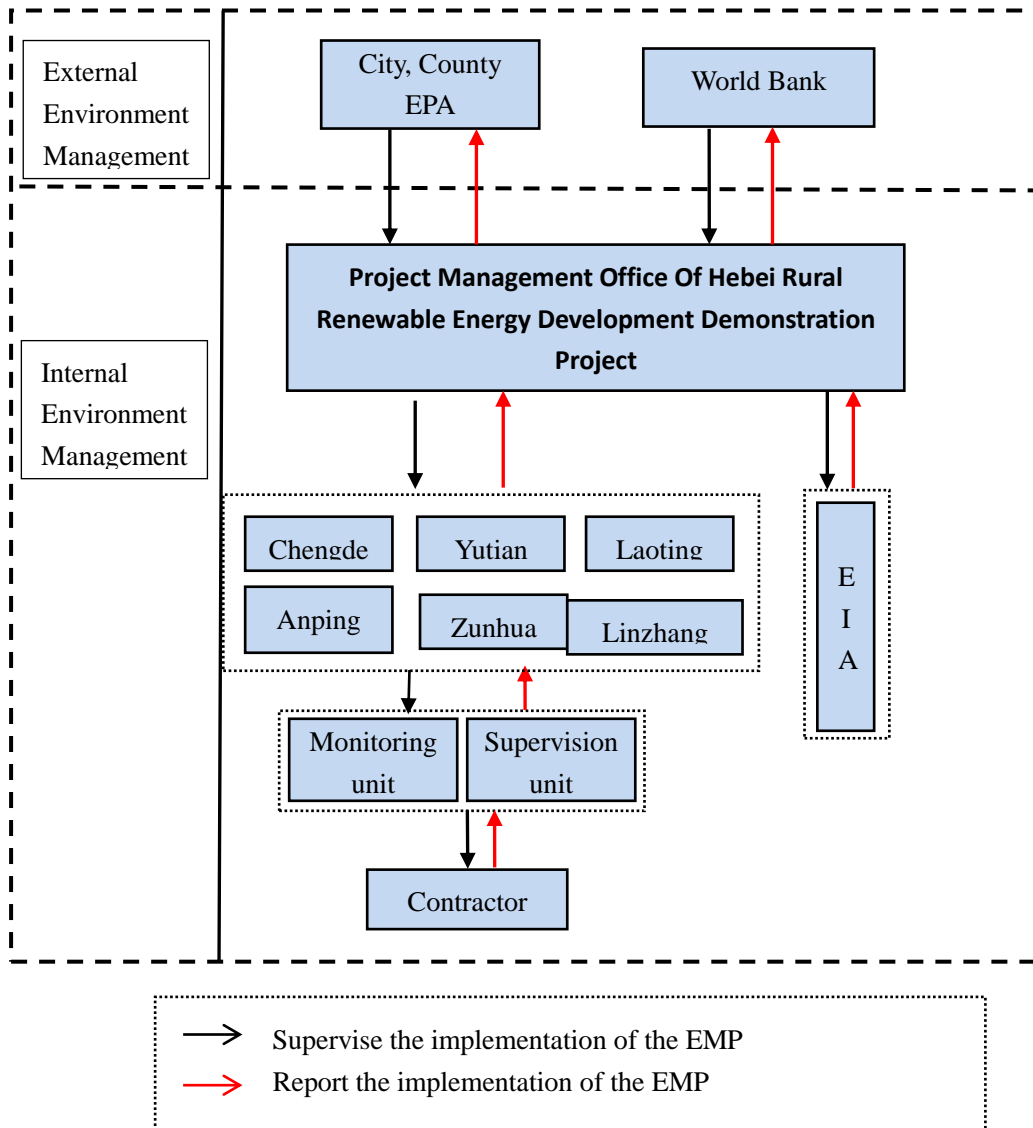 External
Environment
Management
City, County
EPA
World Bank
Project Management Office Of Hebei Rural
Renewable Energy Development Demonstration
Project
Internal
Environment
Management
Chengde
Yutian
Laoting
Anping
Zunhua
Linzhang
E
I
A
Monitoring
unit
Supervision
unit
Contractor
Supervise the implementation of the EMP
Report the implementation of the EMP